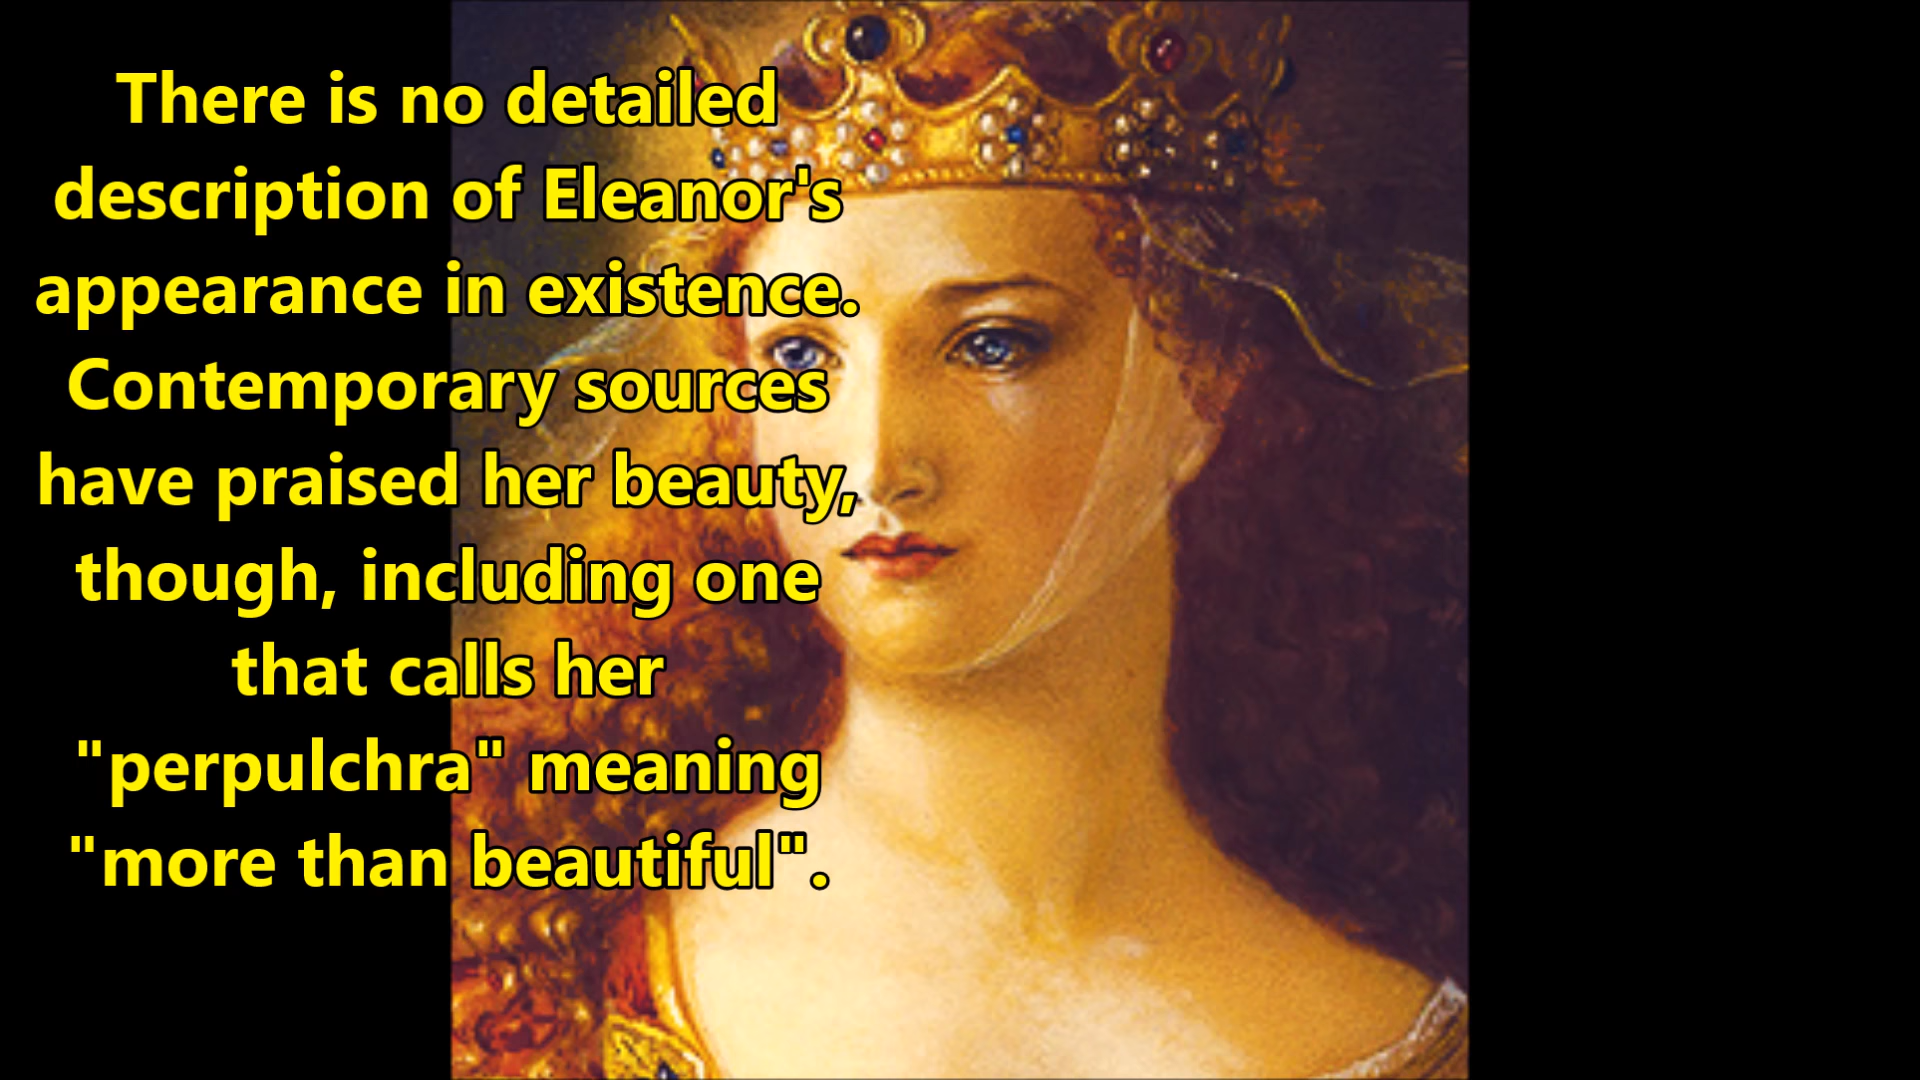 There is no detailed
description of Eleanor's
appearance in existence.
Contemporary sources
have praised her beauty,
though, including one
that calls her
"perpulchra" meaning
"more than beautiful".